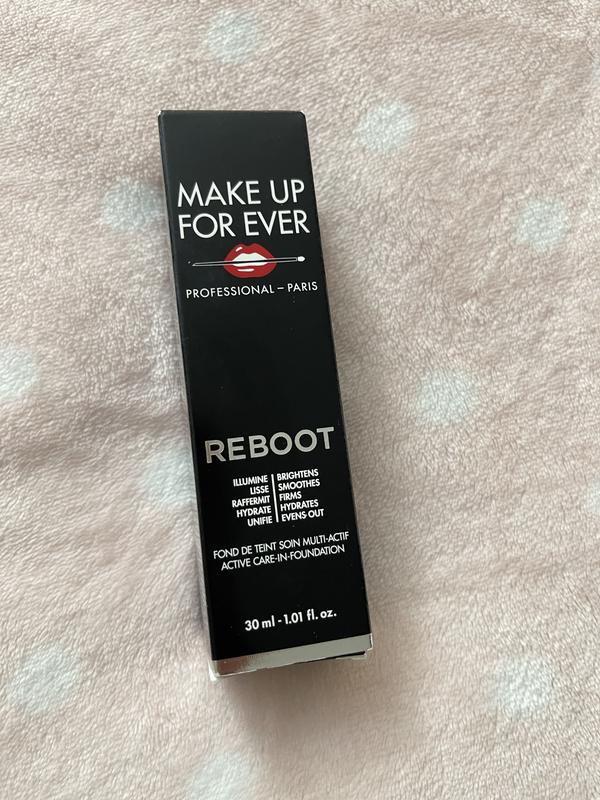 MAKE UP
FOR EVER
PROFESSIONAL – PARIS
REBOOT
ILLUMINE | BRIGHTENS
LISSE | SMOOTHES
RAFFERMIT | FIRMS
HYDRATE | HYDRATES
UNIFIE | EVENS OUT
FOND DE TEINT SOIN MULTI-ACTIF
ACTIVE CARE-IN-FOUNDATION
30 ml - 1.01 fl. oz.